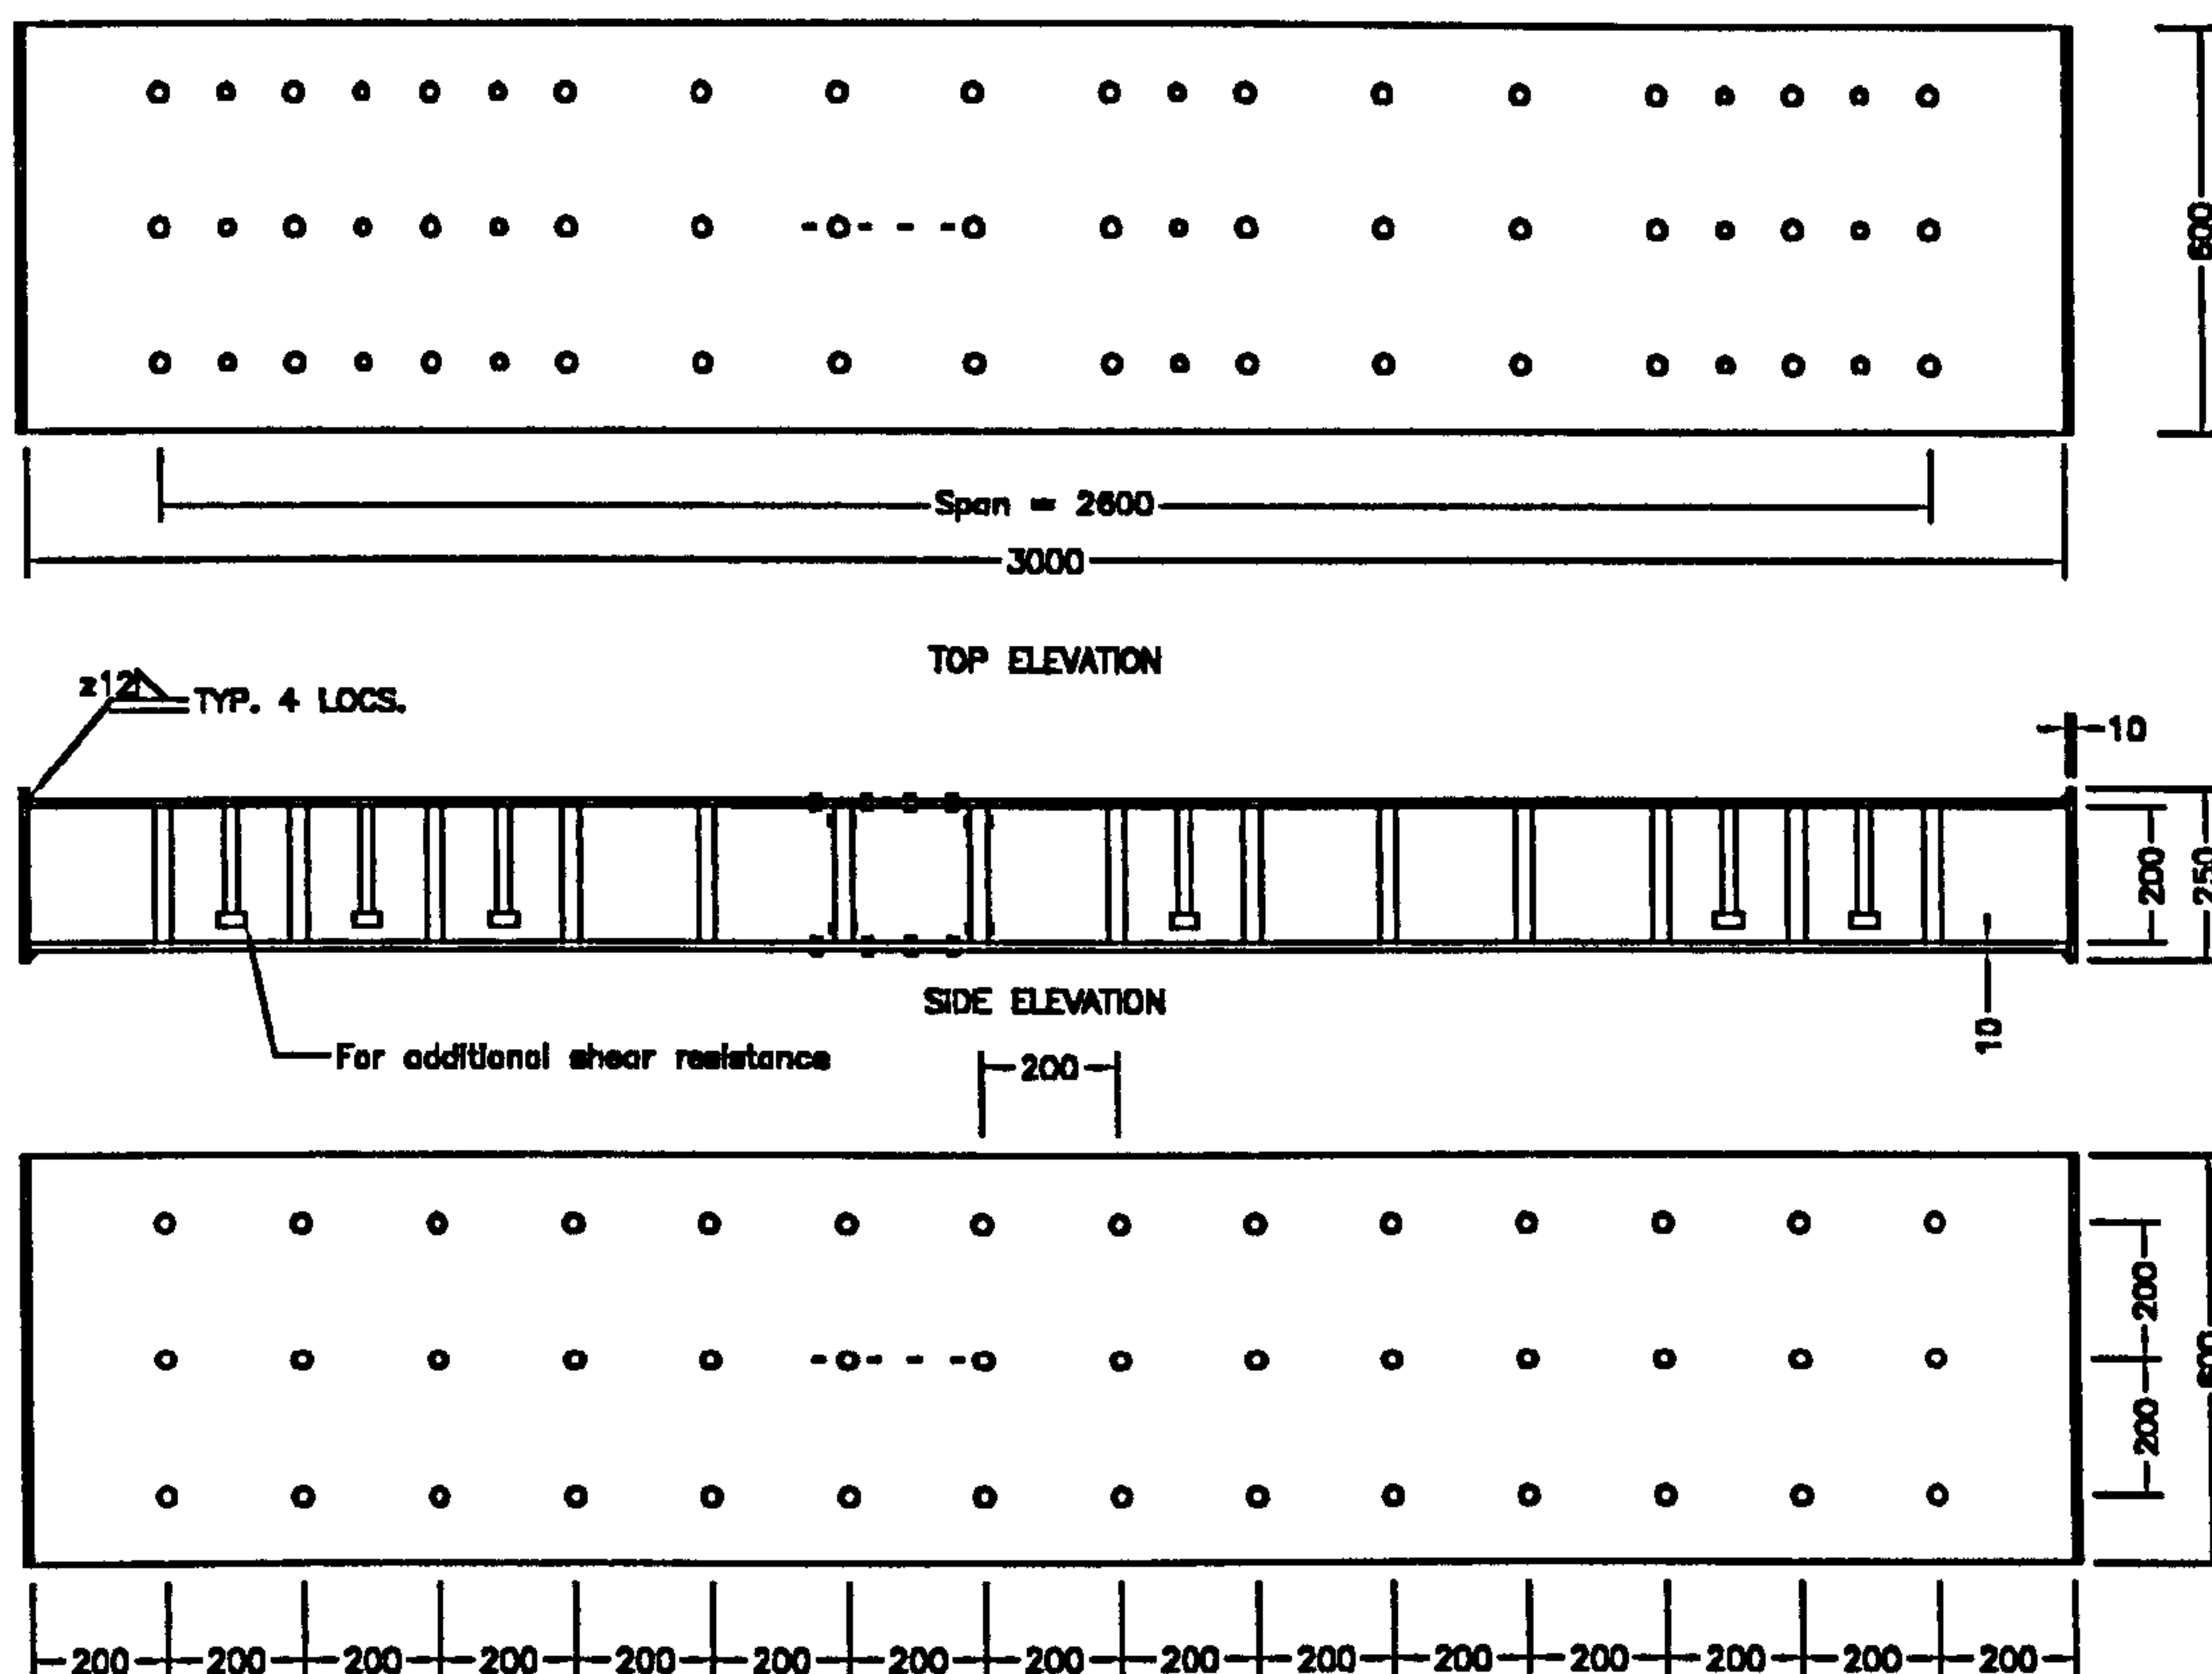 600
Span = 2600
3000
TOP ELEVATION
z12
TYP. 4 LOCS.
10
200
250
SIDE ELEVATION
10
For additional shear resistance
200
200
600
200
200 200 200 200 200 200 200 200 200 200 200 200 200 200 200